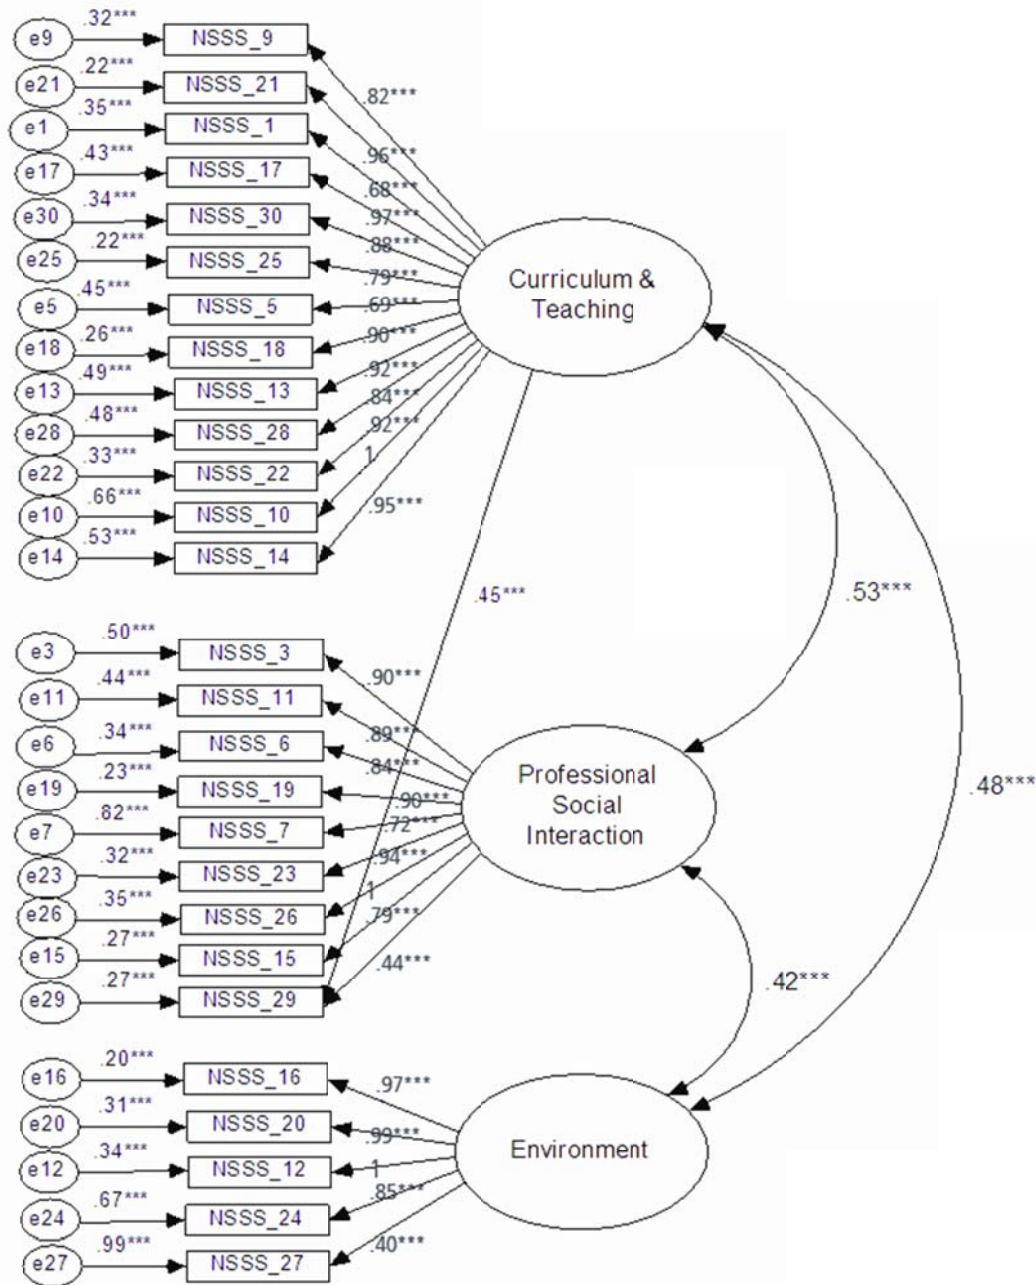 e9 .32*** NSSS_9
e21 .22*** NSSS_21
e1 .35*** NSSS_1
e17 .43*** NSSS_17
e30 .34*** NSSS_30
e25 .22*** NSSS_25
e5 .45*** NSSS_5
e18 .26*** NSSS_18
e13 .49*** NSSS_13
e28 .48*** NSSS_28
e22 .33*** NSSS_22
e10 .66*** NSSS_10
e14 .53*** NSSS_14
.82***
.96***
.68***
.97***
.88***
.79***
.69***
.90***
.92***
.84***
.92***
1
.95***
Curriculum &
Teaching
.45***
.53***
.48***
e3 .50*** NSSS_3
e11 .44*** NSSS_11
e6 .34*** NSSS_6
e19 .23*** NSSS_19
e7 .82*** NSSS_7
e23 .32*** NSSS_23
e26 .35*** NSSS_26
e15 .27*** NSSS_15
e29 .27*** NSSS_29
.90***
.89***
.84***
.90***
.72***
.94***
1
.79***
.44***
Professional
Social
Interaction
.42***
e16 .20*** NSSS_16
e20 .31*** NSSS_20
e12 .34*** NSSS_12
e24 .67*** NSSS_24
e27 .99*** NSSS_27
.97***
.99***
1
.85***
.40***
Environment